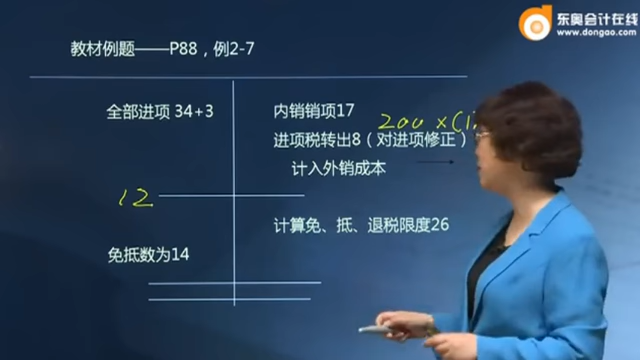 东奥会计在线
www.dongao.com
教材例题——P88，例2-7
全部进项 34+3
内销销项17
200 ×(1
进项税转出8（对进项修正）
计入外销成本
12
计算免、抵、退税限度26
免抵数为14